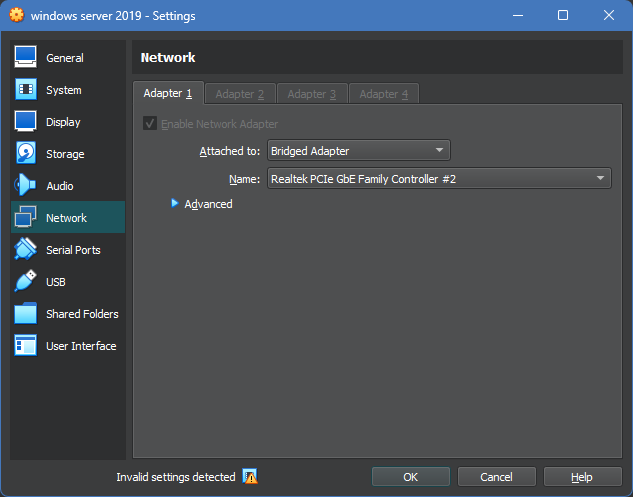 windows server 2019 - Settings
General
System
Display
Storage
Audio
Network
Serial Ports
USB
Shared Folders
User Interface
Network
Adapter 1
Adapter 2
Adapter 3
Adapter 4
Enable Network Adapter
Attached to: Bridged Adapter
Name: Realtek PCIe GbE Family Controller #2
Advanced
Invalid settings detected
OK
Cancel
Help